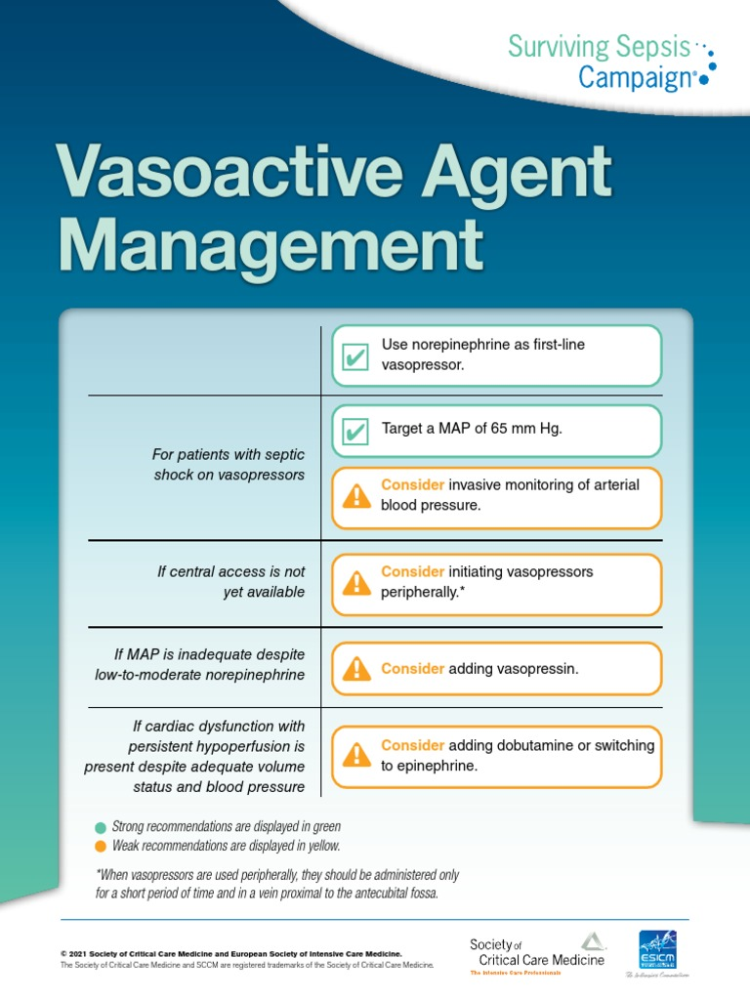 Surviving Sepsis
Campaign®
Vasoactive Agent
Management
Use norepinephrine as first-line
vasopressor.
For patients with septic
shock on vasopressors
Target a MAP of 65 mm Hg.
Consider invasive monitoring of arterial
blood pressure.
If central access is not
yet available
Consider initiating vasopressors
peripherally.*
If MAP is inadequate despite
low-to-moderate norepinephrine
Consider adding vasopressin.
If cardiac dysfunction with
persistent hypoperfusion is
present despite adequate volume
status and blood pressure
Consider adding dobutamine or switching
to epinephrine.
Strong recommendations are displayed in green
Weak recommendations are displayed in yellow.
*When vasopressors are used peripherally, they should be administered only
for a short period of time and in a vein proximal to the antecubital fossa.
© 2021 Society of Critical Care Medicine and European Society of Intensive Care Medicine.
The Society of Critical Care Medicine and SCCM are registered trademarks of the Society of Critical Care Medicine.
Society of
Critical Care Medicine
The Intensive Care Professionals
ESICM